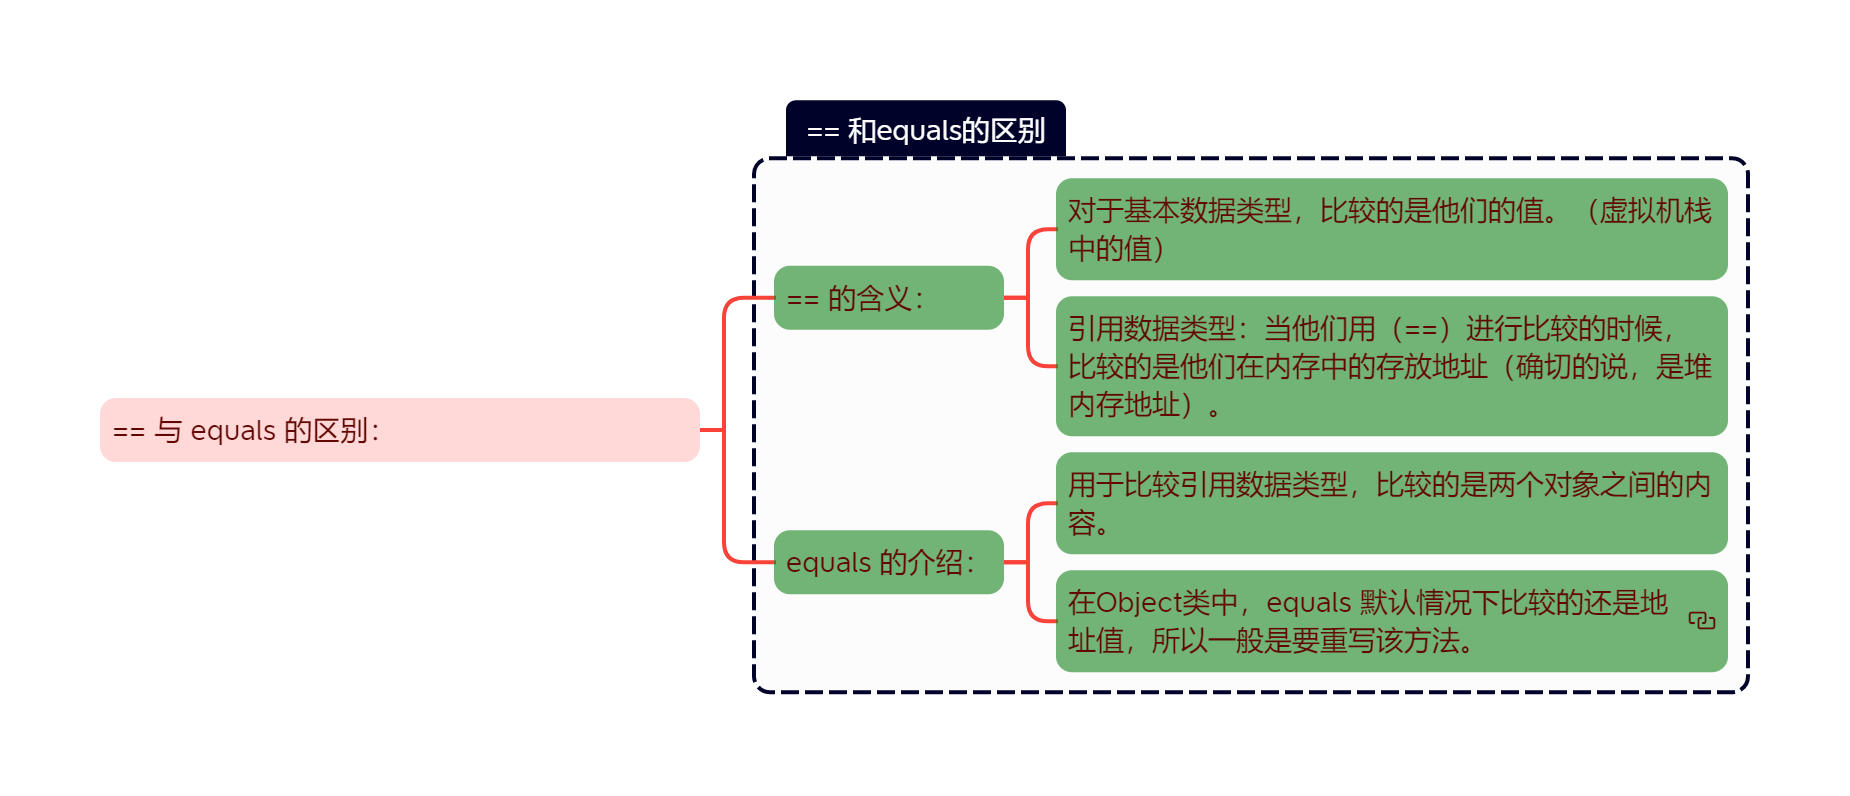 == 和equals的区别
== 与 equals 的区别：
== 的含义：
对于基本数据类型，比较的是他们的值。（虚拟机栈
中的值）
引用数据类型：当他们用（==）进行比较的时候，
比较的是他们在内存中的存放地址（确切的说，是堆
内存地址）。
equals 的介绍：
用于比较引用数据类型，比较的是两个对象之间的内
容。
在Object类中，equals 默认情况下比较的还是地
址值，所以一般是要重写该方法。